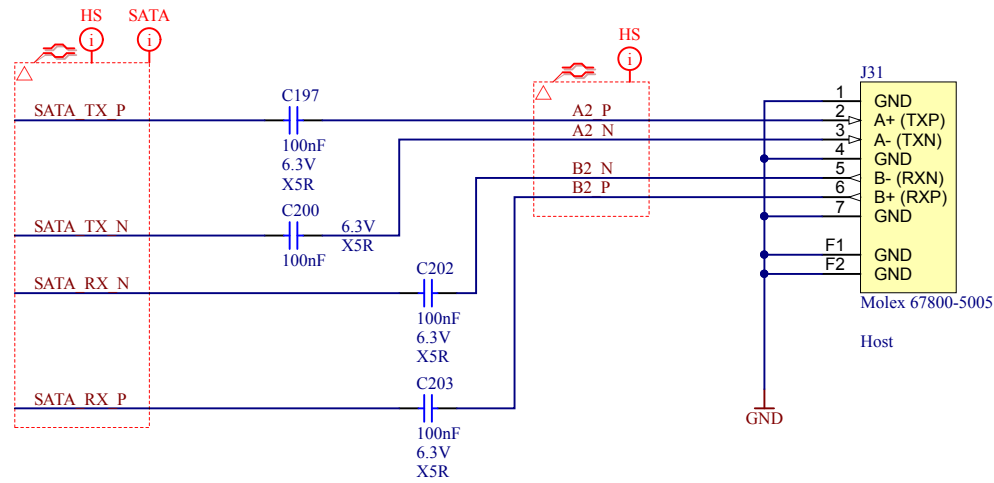 HS
SATA
i
i
HS
i
J31
SATA_TX_P
C197
100nF
6.3V
X5R
A2_P
A2_N
B2_N
B2_P
1 GND
2 A+ (TXP)
3 A- (TXN)
4 GND
5 B- (RXN)
6 B+ (RXP)
7 GND
F1 GND
F2 GND
Molex 67800-5005
Host
SATA_TX_N
C200
100nF
6.3V
X5R
SATA_RX_N
C202
100nF
6.3V
X5R
SATA_RX_P
C203
100nF
6.3V
X5R
GND